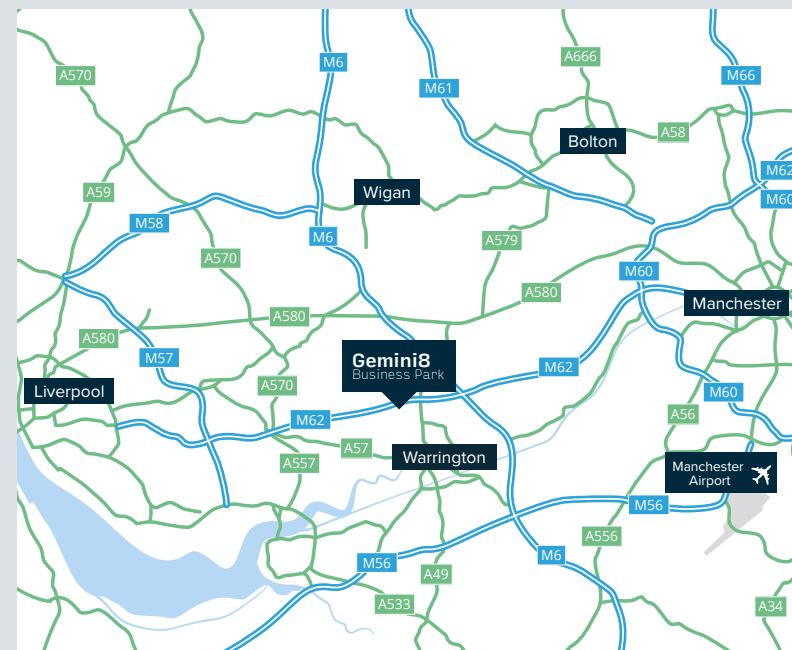 A666
M6
A570
M66
M61
A58
Bolton
M62
A59
Wigan
M60
M58
M6
A579
A570
M60
A580
Manchester
A580
A580
M57
Gemini8
Business Park
M62
A570
Liverpool
M60
A56
M62
A57
Warrington
A557
Manchester
Airport
M56
A556
M6
M56
A49
A533
A34